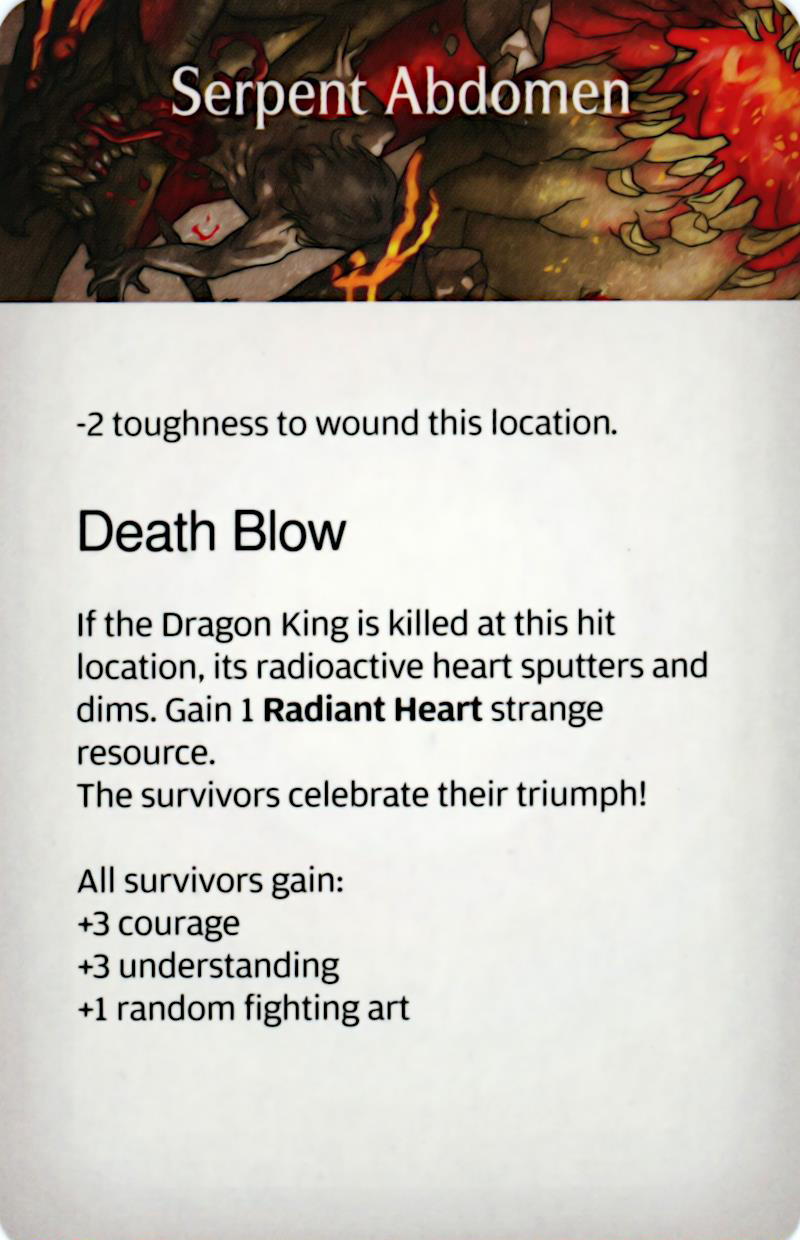 Serpent Abdomen
-2 toughness to wound this location.
Death Blow
If the Dragon King is killed at this hit
location, its radioactive heart sputters and
dims. Gain 1 Radiant Heart strange
resource.
The survivors celebrate their triumph!
All survivors gain:
+3 courage
+3 understanding
+1 random fighting art